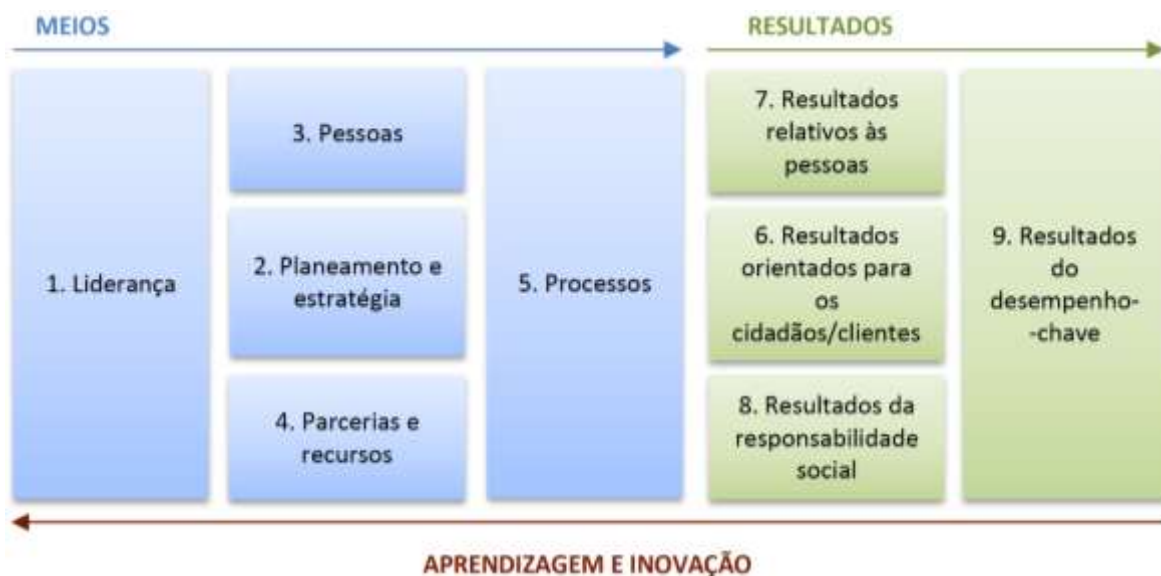 MEIOS
RESULTADOS
1. Liderança
3. Pessoas
2. Planeamento e
estratégia
4. Parcerias e
recursos
5. Processos
7. Resultados
relativos às
pessoas
6. Resultados
orientados para
os
cidadãos/clientes
8. Resultados da
responsabilidade
social
9. Resultados
do
desempenho-
-chave
APRENDIZAGEM E INOVAÇÃO